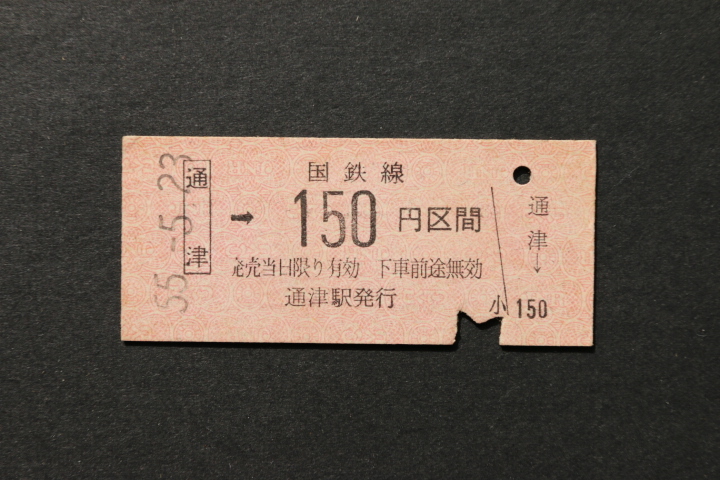 55.-5.23
通津
国鉄線
→ 150 円区間
発売当日限り有効 下車前途無効
通津駅発行
通津→
小 150